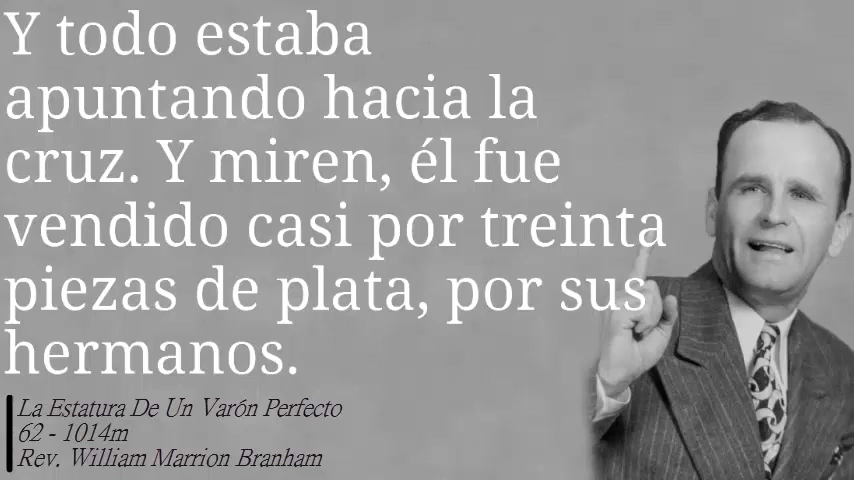 Y todo estaba
apuntando hacia la
cruz. Y miren, él fue
vendido casi por treinta
piezas de plata, por sus
hermanos.
La Estatura De Un Varón Perfecto
62 - 1014m
Rev. William Marrion Branham